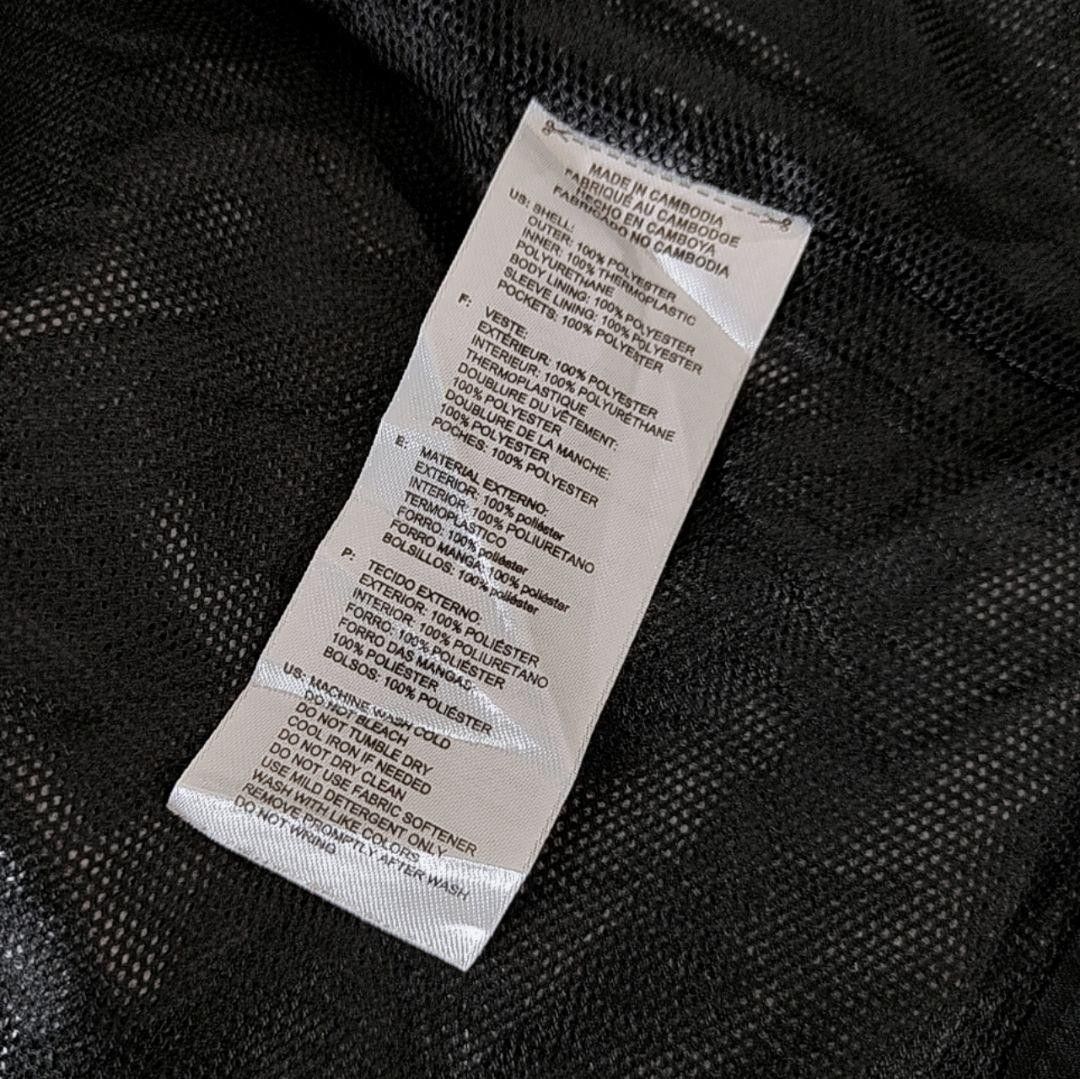 MADE IN CAMBODIA
FABRIQUÉ AU CAMBODGE
HECHO EN CAMBOYA
FABRICADO NO CAMBODIA
US: SHELL:
OUTER: 100% POLYESTER
INNER: 100% THERMOPLASTIC
POLYURETHANE
BODY LINING: 100% POLYESTER
SLEEVE LINING: 100% POLYESTER
POCKETS: 100% POLYESTER
F: VESTE:
EXTÉRIEUR: 100% POLYESTER
INTERIEUR: 100% POLYURÉTHANE
THERMOPLASTIQUE
DOUBLURE DU VÊTEMENT:
100% POLYESTER
DOUBLURE DE LA MANCHE:
100% POLYESTER
POCHES: 100% POLYESTER
E: MATERIAL EXTERNO:
EXTERIOR: 100% poliéster
INTERIOR: 100% POLIURETANO
TERMOPLASTICO
FORRO: 100% poliéster
FORRO MANGA: 100% poliéster
BOLSILLOS: 100% poliéster
P: TECIDO EXTERNO:
EXTERIOR: 100% POLIÉSTER
INTERIOR: 100% POLIURETANO
FORRO: 100% POLIÉSTER
FORRO DAS MANGAS:
100% POLIÉSTER
BOLSOS: 100% POLIÉSTER
US: MACHINE WASH COLD
DO NOT BLEACH
DO NOT TUMBLE DRY
COOL IRON IF NEEDED
DO NOT DRY CLEAN
DO NOT USE FABRIC SOFTENER
USE MILD DETERGENT ONLY
WASH WITH LIKE COLORS
REMOVE PROMPTLY AFTER WASH
DO NOT WRING